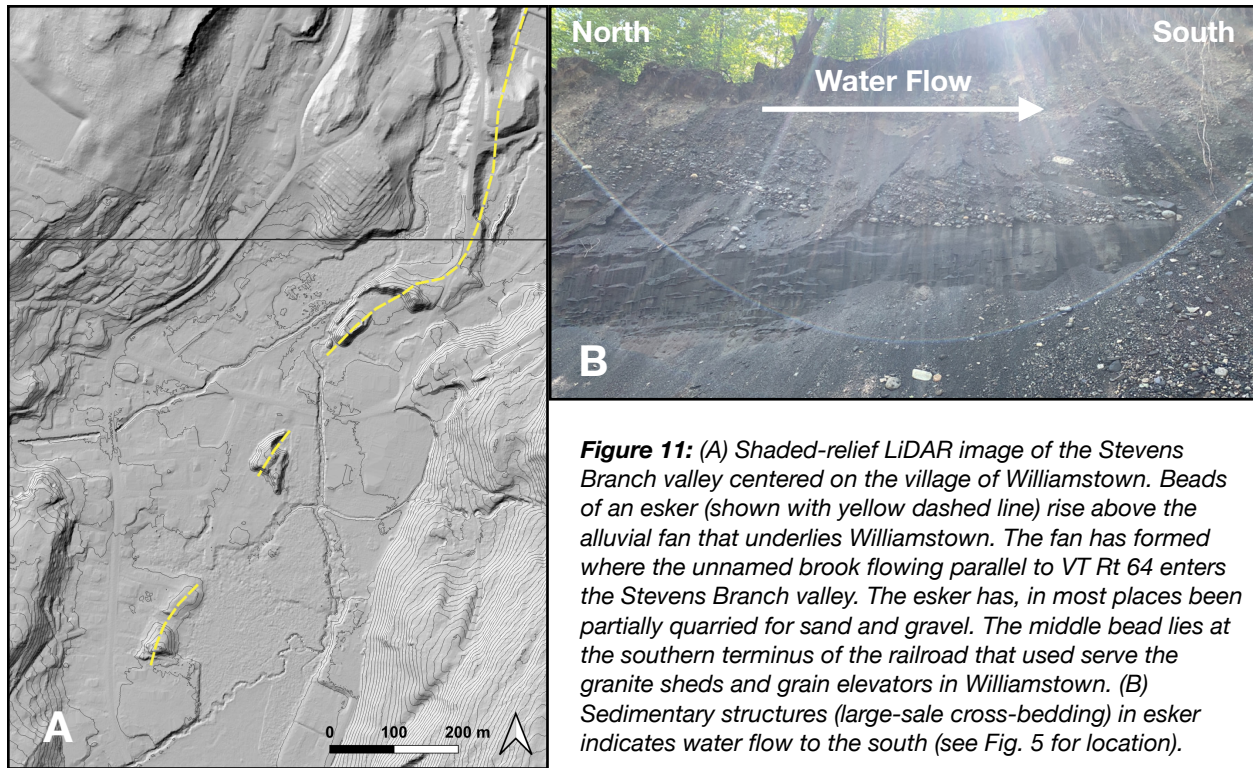 North
South
Water Flow
B
A
0 100 200 m
Figure 11: (A) Shaded-relief LiDAR image of the Stevens
Branch valley centered on the village of Williamstown. Beads
of an esker (shown with yellow dashed line) rise above the
alluvial fan that underlies Williamstown. The fan has formed
where the unnamed brook flowing parallel to VT Rt 64 enters
the Stevens Branch valley. The esker has, in most places been
partially quarried for sand and gravel. The middle bead lies at
the southern terminus of the railroad that used serve the
granite sheds and grain elevators in Williamstown. (B)
Sedimentary structures (large-sale cross-bedding) in esker
indicates water flow to the south (see Fig. 5 for location).